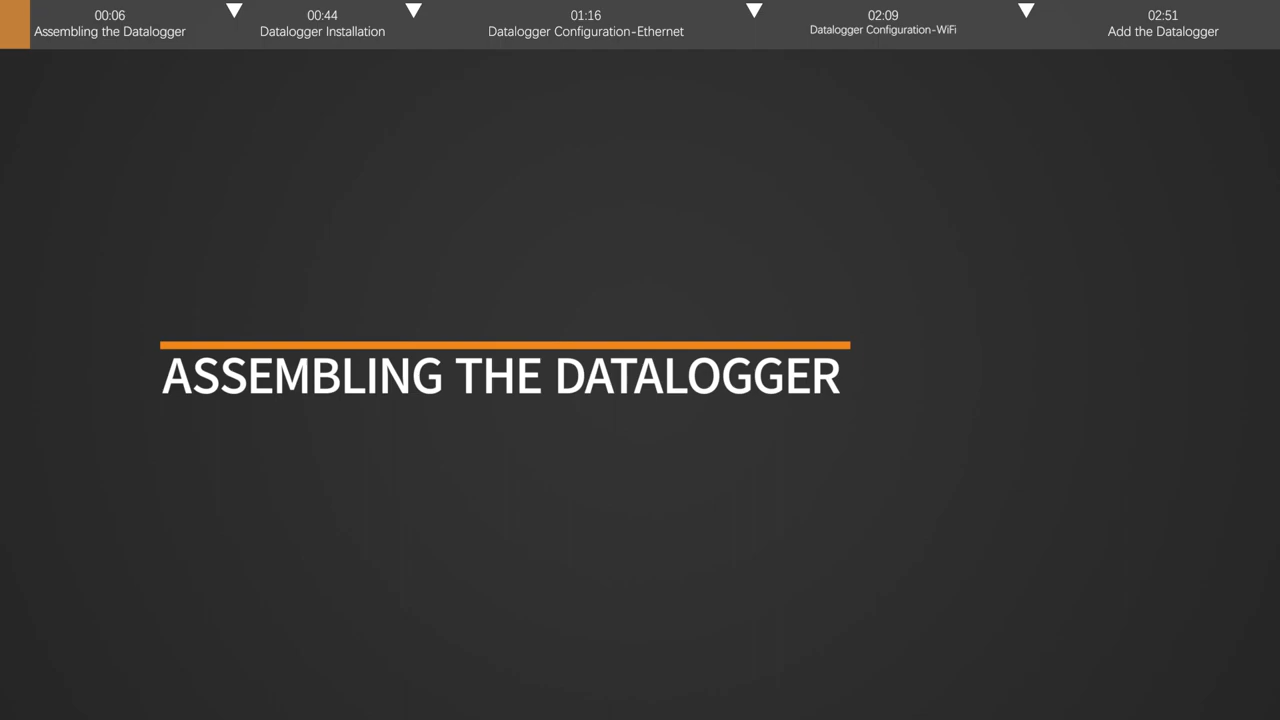 00:06
Assembling the Datalogger
00:44
Datalogger Installation
01:16
Datalogger Configuration-Ethernet
02:09
Datalogger Configuration-WiFi
02:51
Add the Datalogger
ASSEMBLING THE DATALOGGER